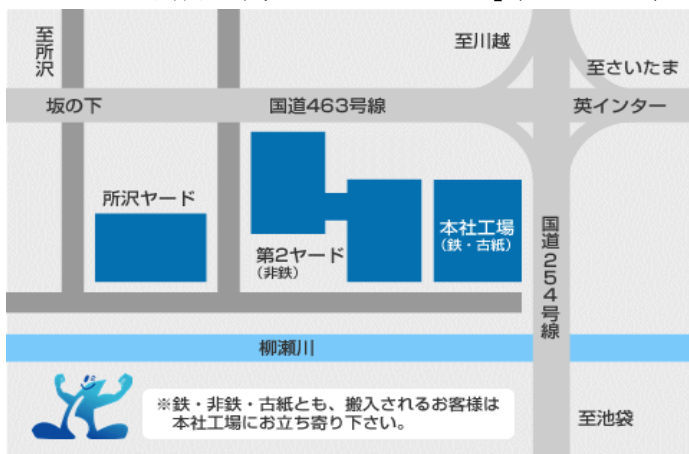 至所沢
至川越
至さいたま
坂の下
国道463号線
英インター
所沢ヤード
第2ヤード
(非鉄)
本社工場
(鉄・古紙)
国道254号線
柳瀬川
※鉄・非鉄・古紙とも、搬入されるお客様は
本社工場にお立ち寄り下さい。
至池袋